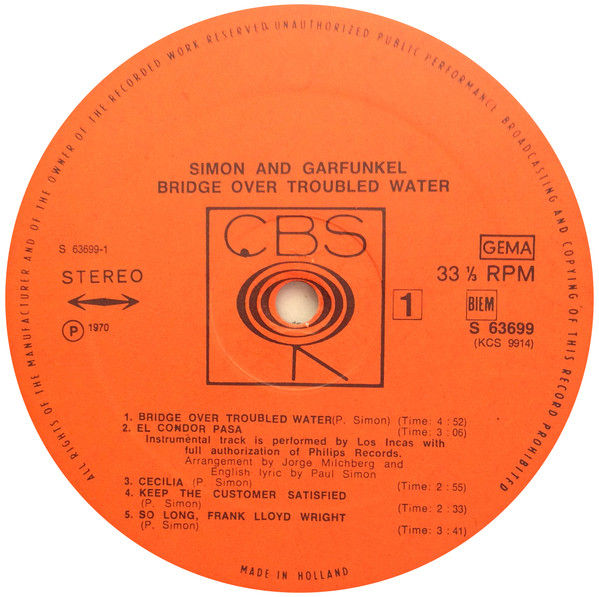 ALL RIGHTS OF THE MANUFACTURER AND OF THE OWNER OF THE RECORDED WORK RESERVED. UNAUTHORIZED PUBLIC PERFORMANCE BROADCASTING AND COPYING OF THIS RECORD PROHIBITED
SIMON AND GARFUNKEL
BRIDGE OVER TROUBLED WATER
CBS
S 63699-1
STEREO
P 1970
GEMA
33 ⅓ RPM
1
BIEM
S 63699
(KCS 9914)
1. BRIDGE OVER TROUBLED WATER(P. Simon) (Time: 4 : 52)
2. EL CONDOR PASA (Time: 3 : 06)
Instrumental track is performed by Los Incas with
full authorization of Philips Records.
Arrangement by Jorge Milchberg and
English lyric by Paul Simon
3. CECILIA (P. Simon) (Time: 2 : 55)
4. KEEP THE CUSTOMER SATISFIED
(P. Simon) (Time: 2 : 33)
5. SO LONG, FRANK LLOYD WRIGHT
(P. Simon) (Time: 3 : 41)
MADE IN HOLLAND